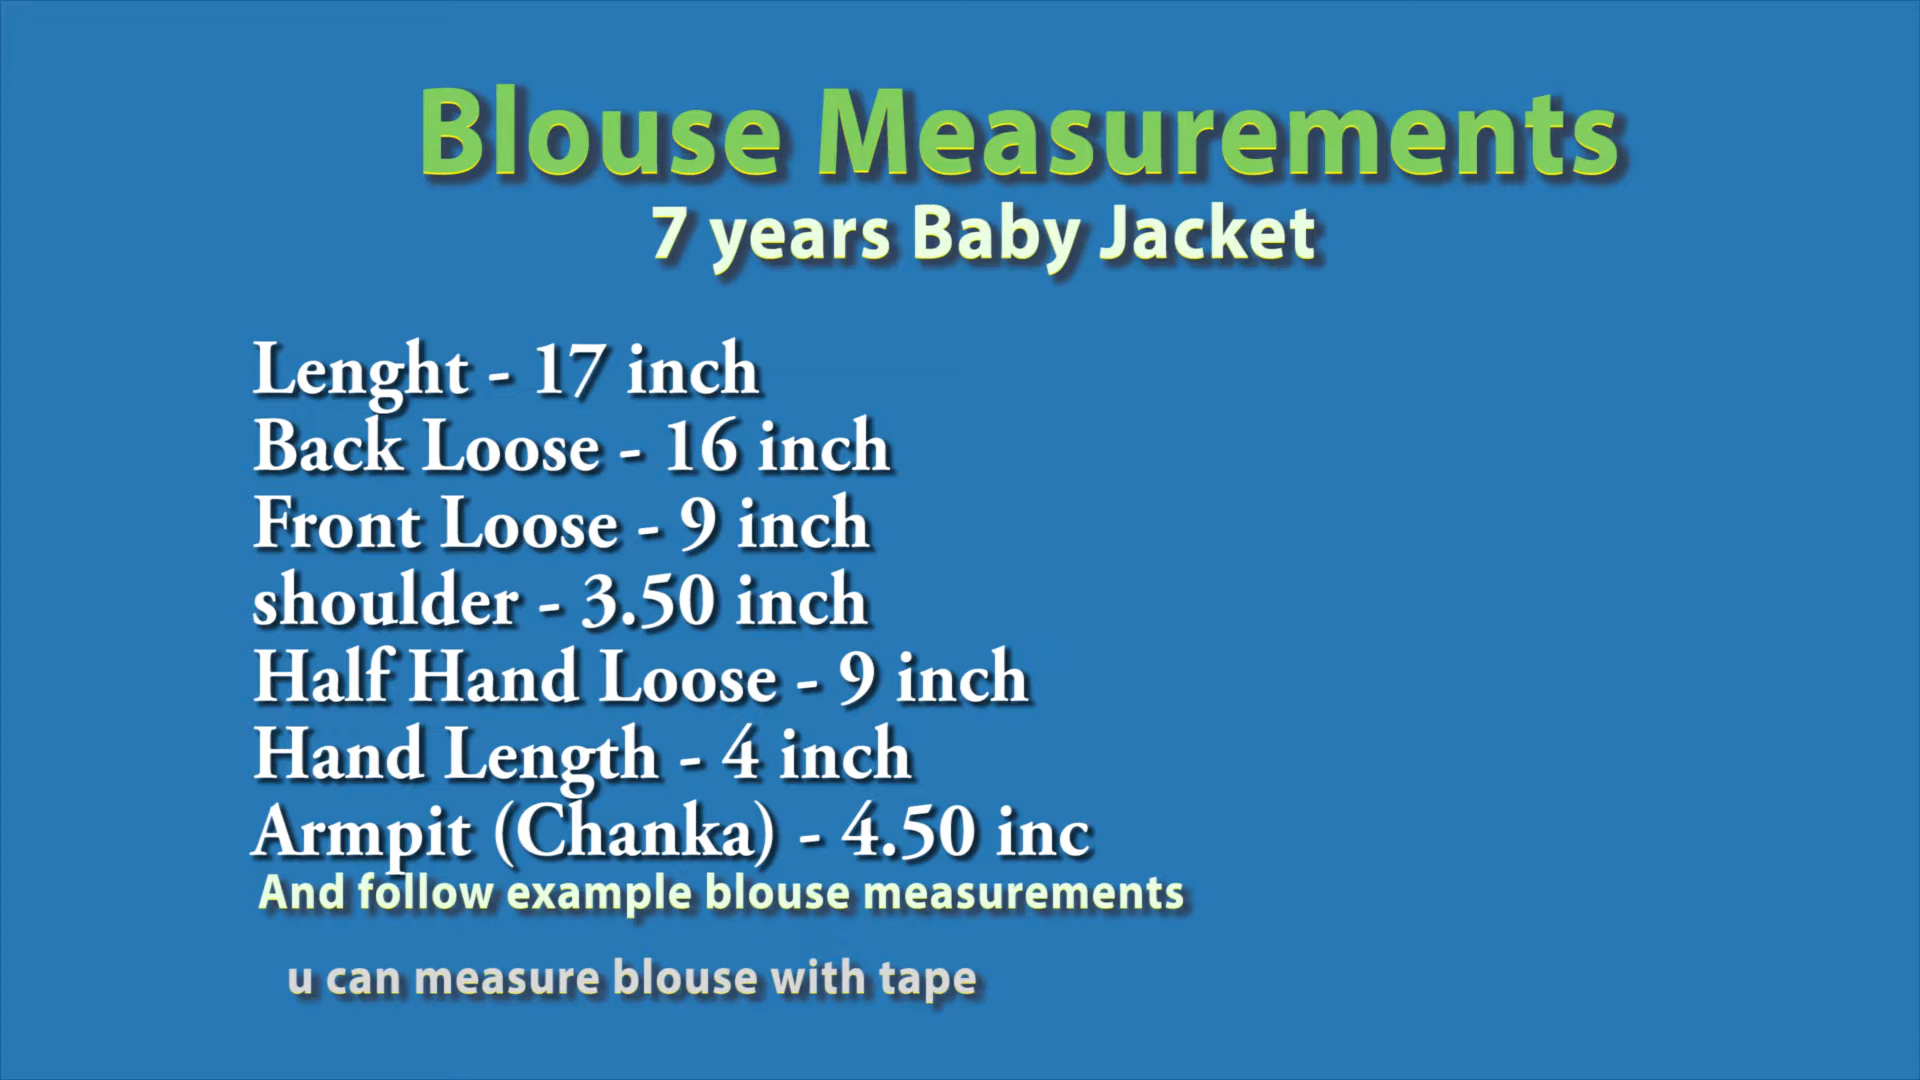 Blouse Measurements
7 years Baby Jacket
Lenght - 17 inch
Back Loose - 16 inch
Front Loose - 9 inch
shoulder - 3.50 inch
Half Hand Loose - 9 inch
Hand Length - 4 inch
Armpit (Chanka) - 4.50 inc
And follow example blouse measurements
u can measure blouse with tape